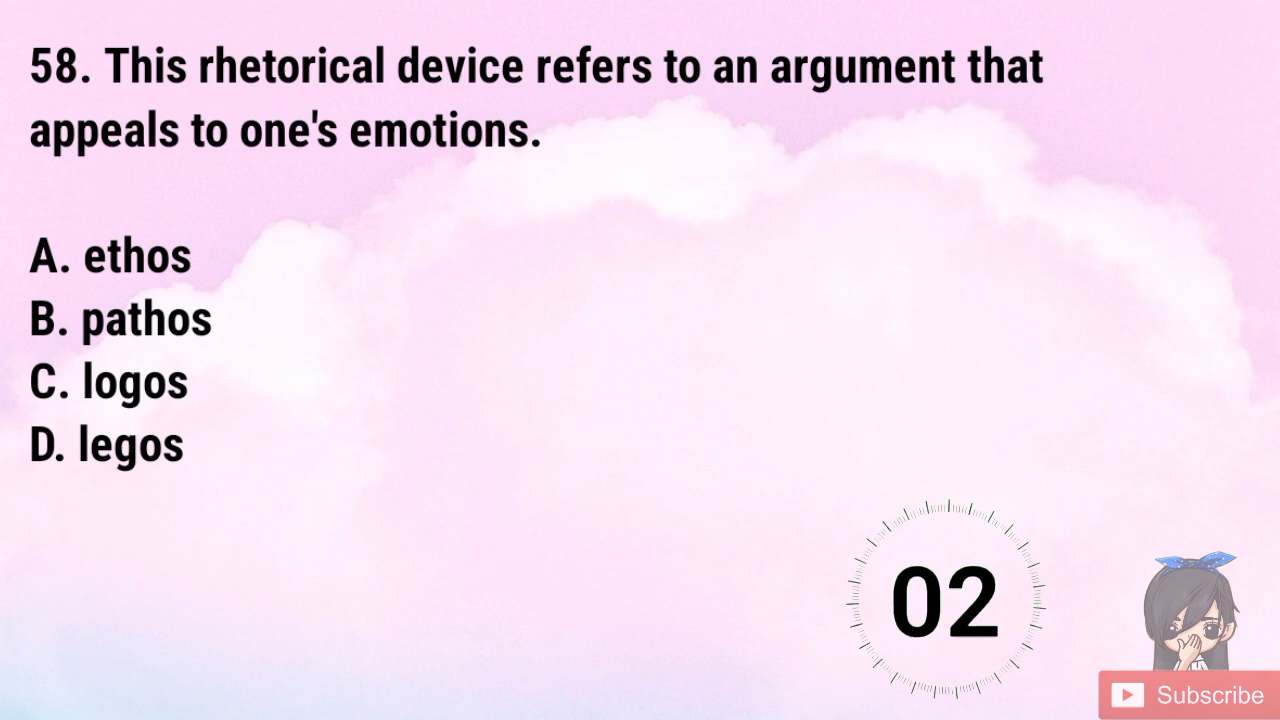 58. This rhetorical device refers to an argument that
appeals to one's emotions.
A. ethos
B. pathos
C. logos
D. legos
02
Subscribe